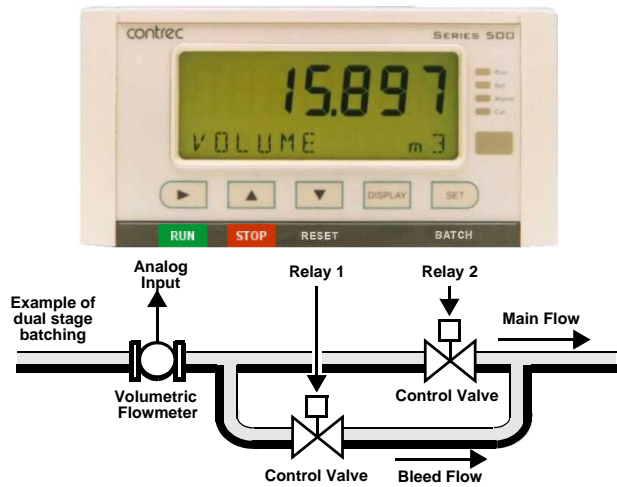 contrec SERIES 500
15.897
VOLUME m3
Run
Set
Alarm
Cal
DISPLAY SET
RUN STOP RESET BATCH
Analog
Input
Relay 1
Relay 2
Example of
dual stage
batching
Main Flow
Volumetric
Flowmeter
Control Valve
Control Valve
Bleed Flow